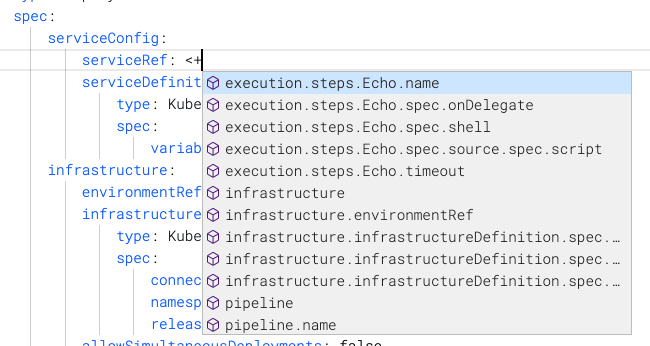 spec:
serviceConfig:
serviceRef: <+
execution.steps.Echo.name
serviceDefinit
execution.steps.Echo.spec.onDelegate
type: Kube
execution.steps.Echo.spec.shell
spec:
execution.steps.Echo.spec.source.spec.script
variab
execution.steps.Echo.timeout
infrastructure:
infrastructure
environmentRef
infrastructure.environmentRef
infrastructure
infrastructure.infrastructureDefinition.spec.…
type: Kube
infrastructure.infrastructureDefinition.spec.…
spec:
infrastructure.infrastructureDefinition.spec.…
connec
pipeline
namesp
pipeline.name
releas
allowSimultaneousDeployments: false